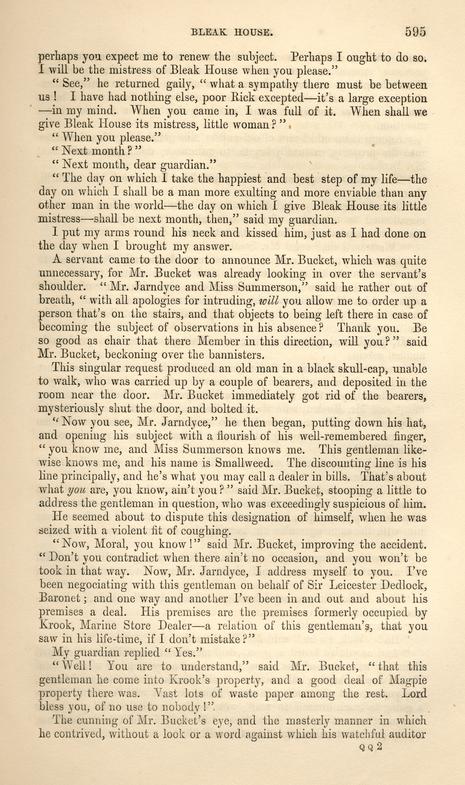 BLEAK HOUSE. 595
perhaps you expect me to renew the subject. Perhaps I ought to do so.
I will be the mistress of Bleak House when you please."
"See," he returned gaily, "what a sympathy there must be between
us! I have had nothing else, poor Rick excepted—it's a large exception
—in my mind. When you came in, I was full of it. When shall we
give Bleak House its mistress, little woman?"
"When you please."
"Next month?"
"Next month, dear guardian."
"The day on which I take the happiest and best step of my life—the
day on which I shall be a man more exulting and more enviable than any
other man in the world—the day on which I give Bleak House its little
mistress—shall be next month, then," said my guardian.
I put my arms round his neck and kissed him, just as I had done on
the day when I brought my answer.
A servant came to the door to announce Mr. Bucket, which was quite
unnecessary, for Mr. Bucket was already looking in over the servant's
shoulder. "Mr. Jarndyce and Miss Summerson," said he rather out of
breath, "with all apologies for intruding, will you allow me to order up a
person that's on the stairs, and that objects to being left there in case of
becoming the subject of observations in his absence? Thank you. Be
so good as chair that there Member in this direction, will you?" said
Mr. Bucket, beckoning over the bannisters.
This singular request produced an old man in a black skull-cap, unable
to walk, who was carried up by a couple of bearers, and deposited in the
room near the door. Mr. Bucket immediately got rid of the bearers,
mysteriously shut the door, and bolted it.
"Now you see, Mr. Jarndyce," he then began, putting down his hat,
and opening his subject with a flourish of his well-remembered finger,
"you know me, and Miss Summerson knows me. This gentleman like-
wise knows me, and his name is Smallweed. The discounting line is his
line principally, and he's what you may call a dealer in bills. That's about
what you are, you know, ain't you?" said Mr. Bucket, stooping a little to
address the gentleman in question, who was exceedingly suspicious of him.
He seemed about to dispute this designation of himself, when he was
seized with a violent fit of coughing.
"Now, Moral, you know!" said Mr. Bucket, improving the accident.
"Don't you contradict when there ain't no occasion, and you won't be
took in that way. Now, Mr. Jarndyce, I address myself to you. I've
been negociating with this gentleman on behalf of Sir Leicester Dedlock,
Baronet; and one way and another I've been in and out and about his
premises a deal. His premises are the premises formerly occupied by
Krook, Marine Store Dealer—a relation of this gentleman's, that you
saw in his life-time, if I don't mistake?"
My guardian replied "Yes."
"Well! You are to understand," said Mr. Bucket, "that this
gentleman he come into Krook's property, and a good deal of Magpie
property there was. Vast lots of waste paper among the rest. Lord
bless you, of no use to nobody!"
The cunning of Mr. Bucket's eye, and the masterly manner in which
he contrived, without a look or a word against which his watchful auditor
Q Q 2